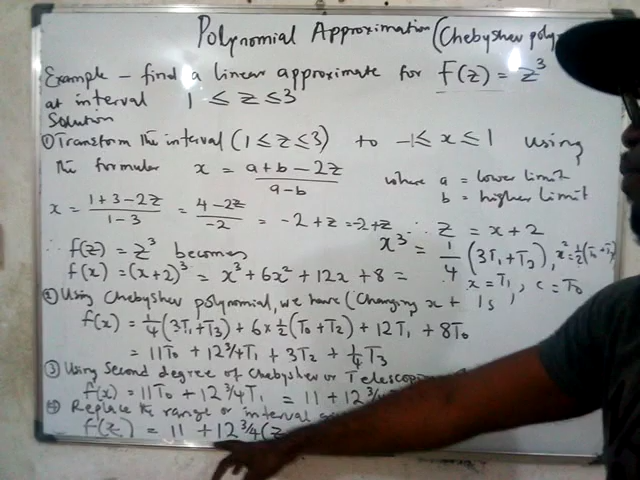 Polynomial Approximation (Chebyshev poly
Example - find a linear approximate for f(z) = z³
at interval 1 ≤ z ≤ 3
Solution
① Transform the interval (1 ≤ z ≤ 3) to -1 ≤ x ≤ 1 using
the formular x = (a+b-2z)/(a-b) where a = lower limit
b = higher limit
x = (1+3-2z)/(1-3) = (4-2z)/(-2) = -2+z = -2+z ∴ z = x+2
∴ f(z) = z³ becomes x³ = 1/4 (3T₁+T₃), x² = 1/2 (T₀+T₂)
f(x) = (x+2)³ = x³ + 6x² + 12x + 8 = x = T₁, c = T₀
② Using Chebyshev polynomial, we have (Changing x + 1s)
f(x) = 1/4 (3T₁+T₃) + 6 × 1/2 (T₀+T₂) + 12T₁ + 8T₀
= 11T₀ + 12 3/4 T₁ + 3T₂ + 1/4 T₃
③ Using Second degree of Chebyshev or Telescop
f(x) = 11T₀ + 12 3/4 T₁ = 11 + 12 3/4
④ Replace the range or interval
f(z) = 11 + 12 3/4 (z